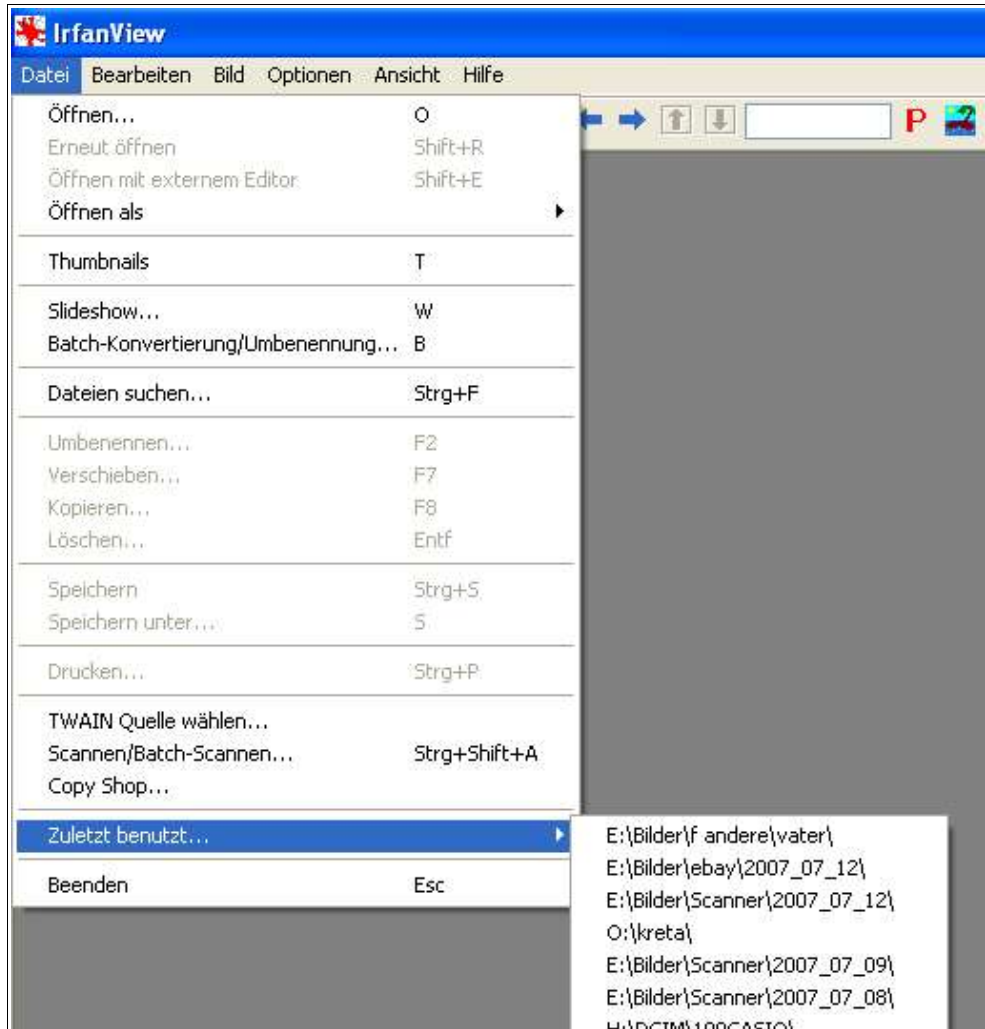 IrfanView
Datei Bearbeiten Bild Optionen Ansicht Hilfe
P
Öffnen... O
Erneut öffnen Shift+R
Öffnen mit externem Editor Shift+E
Öffnen als
Thumbnails T
Slideshow... W
Batch-Konvertierung/Umbenennung... B
Dateien suchen... Strg+F
Umbenennen... F2
Verschieben... F7
Kopieren... F8
Löschen... Entf
Speichern Strg+S
Speichern unter... S
Drucken... Strg+P
TWAIN Quelle wählen...
Scannen/Batch-Scannen... Strg+Shift+A
Copy Shop...
Zuletzt benutzt...
Beenden Esc
E:\Bilder\f andere\vater\
E:\Bilder\ebay\2007_07_12\
E:\Bilder\Scanner\2007_07_12\
O:\kreta\
E:\Bilder\Scanner\2007_07_09\
E:\Bilder\Scanner\2007_07_08\